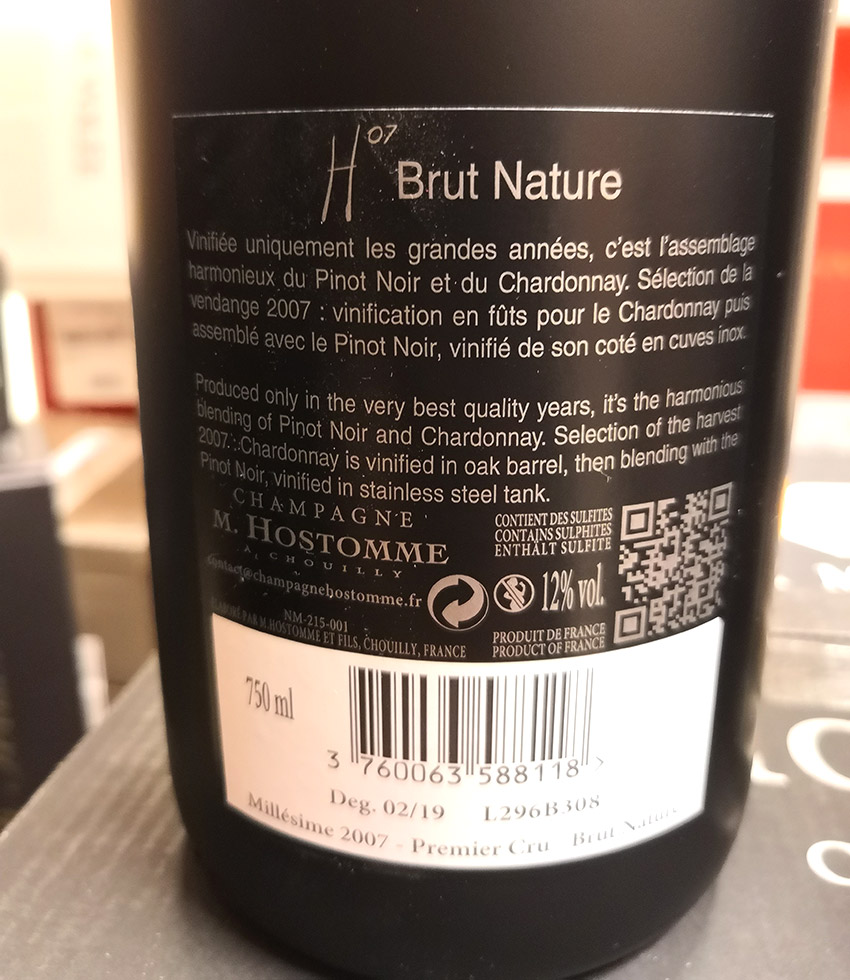 H07
Brut Nature
Vinifiée uniquement les grandes années, c'est l'assemblage
harmonieux du Pinot Noir et du Chardonnay. Sélection de la
vendange 2007 : vinification en fûts pour le Chardonnay puis
assemblé avec le Pinot Noir, vinifié de son coté en cuves inox.
Produced only in the very best quality years, it's the harmonious
blending of Pinot Noir and Chardonnay. Selection of the harvest
2007 : Chardonnay is vinified in oak barrel, then blending with the
Pinot Noir, vinified in stainless steel tank.
CHAMPAGNE
M. HOSTOMME
A CHOUILLY
contact@champagnehostomme.fr
NM-215-001
ELABORÉ PAR M.HOSTOMME ET FILS, CHOUILLY, FRANCE
CONTIENT DES SULFITES
CONTAINS SULPHITES
ENTHÄLT SULFITE
12% vol.
PRODUIT DE FRANCE
PRODUCT OF FRANCE
750 ml
3 760063 588118 >
Deg. 02/19 L296B308
Millésime 2007 - Premier Cru Brut Nature